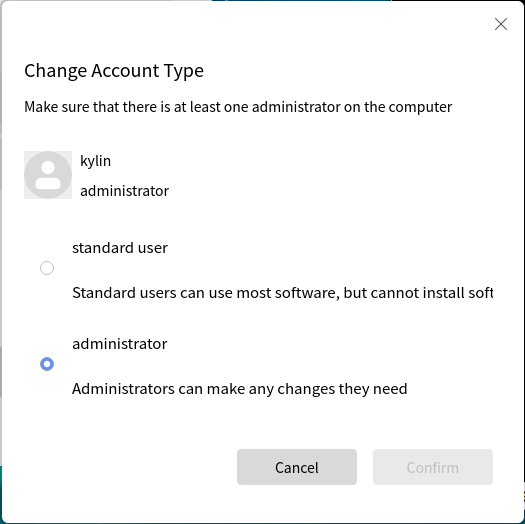 Change Account Type
Make sure that there is at least one administrator on the computer
kylin
administrator
standard user
Standard users can use most software, but cannot install soft
administrator
Administrators can make any changes they need
Cancel
Confirm